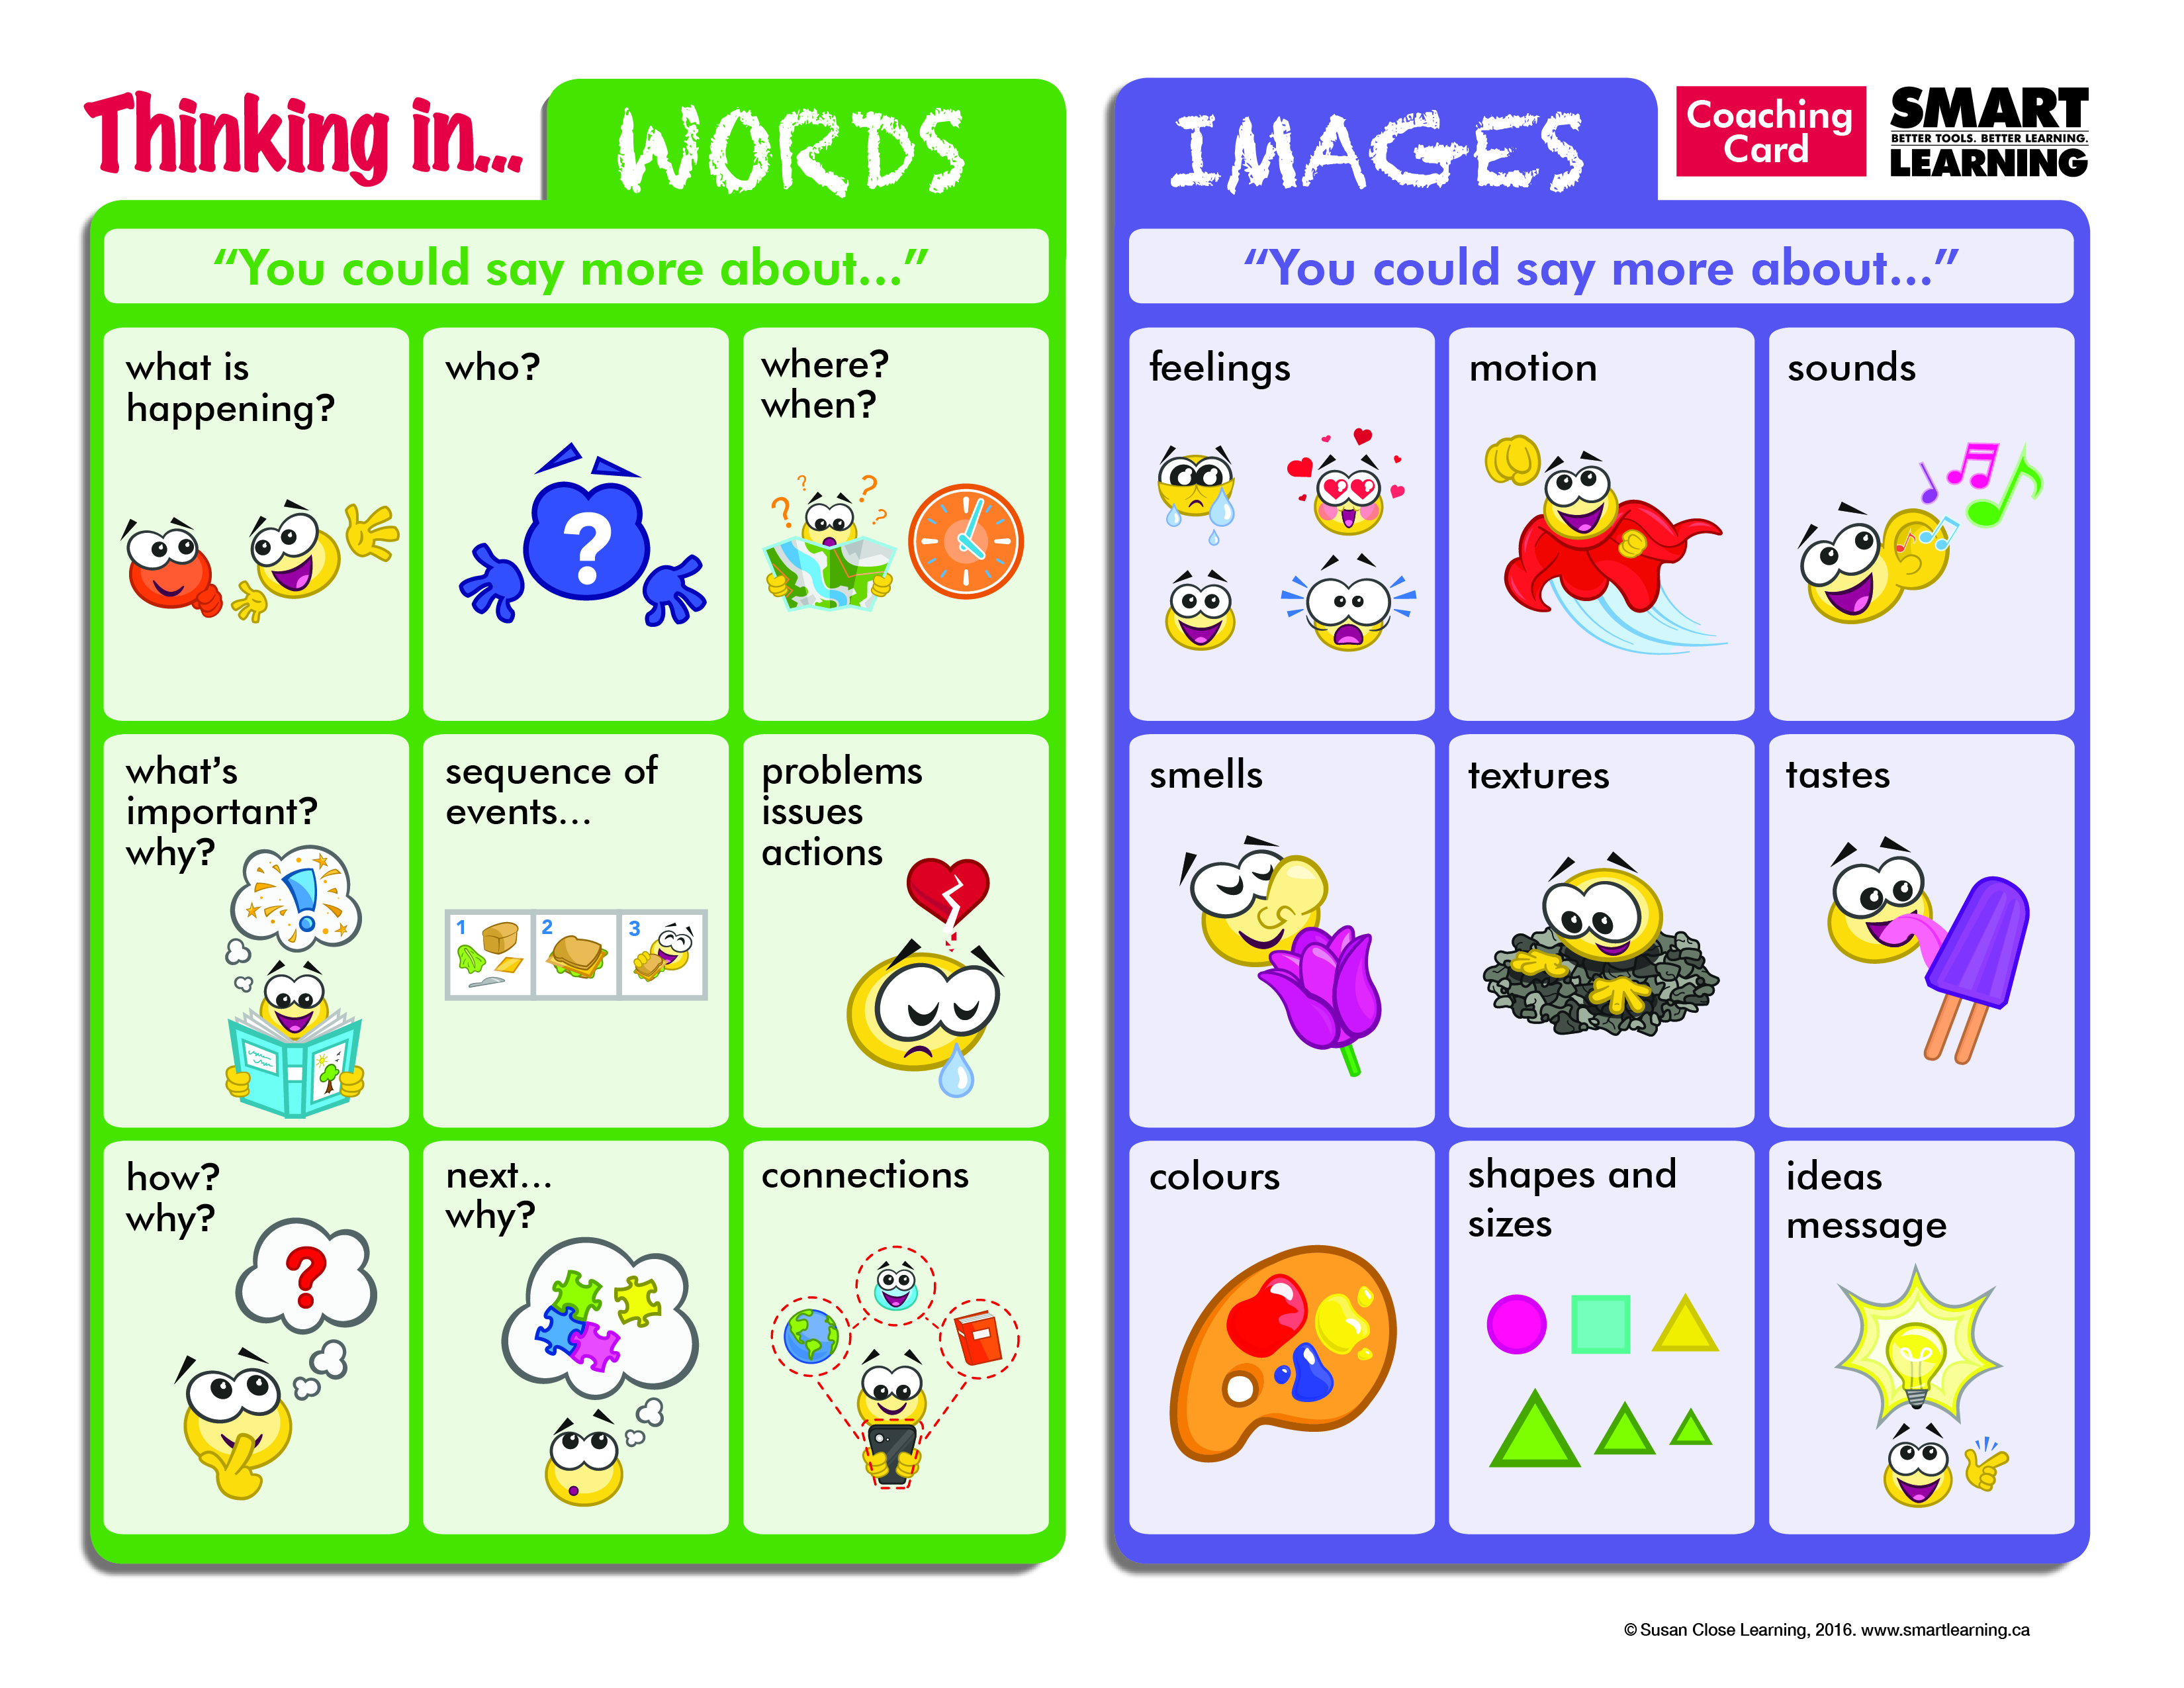 Thinking in...
WORDS
"You could say more about..."
what is
happening?
who?
where?
when?
?
? ? ? ?
what's
important?
why?
!
sequence of
events...
1 2 3
problems
issues
actions
how?
why?
?
next...
why?
connections
IMAGES
Coaching
Card
SMART
BETTER TOOLS. BETTER LEARNING.
LEARNING
"You could say more about..."
feelings
motion
sounds
smells
textures
tastes
colours
shapes and
sizes
ideas
message
© Susan Close Learning, 2016. www.smartlearning.ca